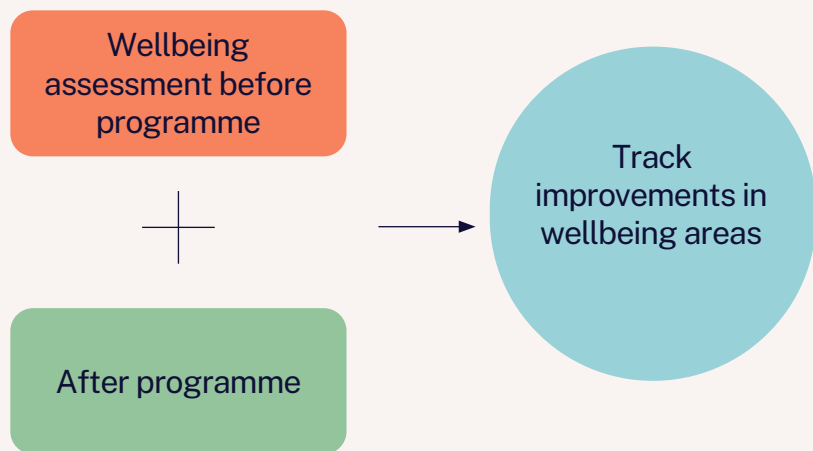 Wellbeing
assessment before
programme
After programme
Track
improvements in
wellbeing areas